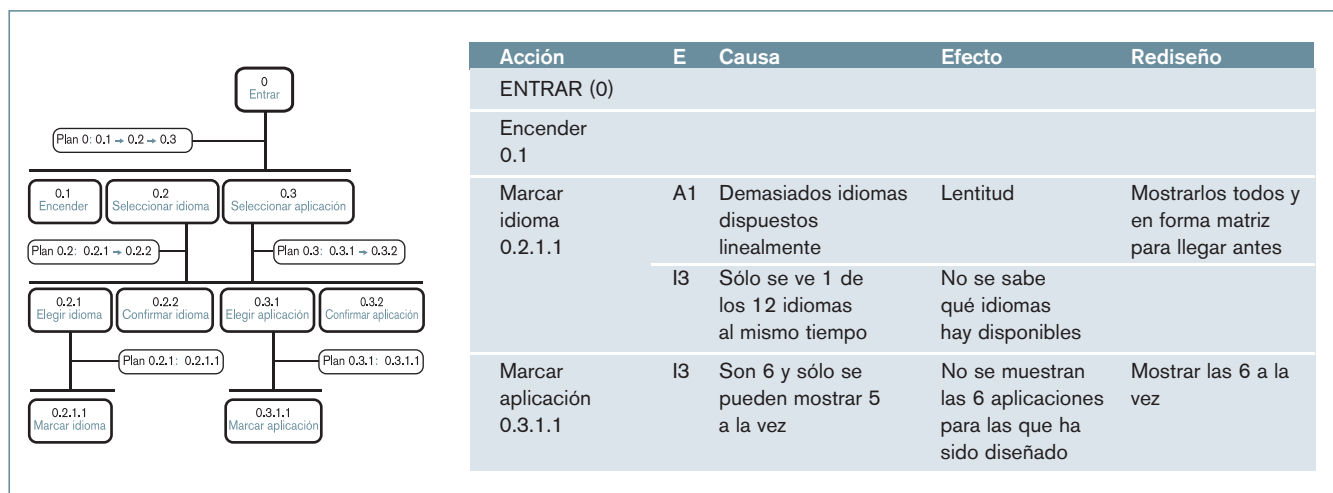 0
Entrar
Plan 0: 0.1 → 0.2 → 0.3
0.1
Encender
0.2
Seleccionar idioma
0.3
Seleccionar aplicación
Plan 0.2: 0.2.1 → 0.2.2
Plan 0.3: 0.3.1 → 0.3.2
0.2.1
Elegir idioma
0.2.2
Confirmar idioma
0.3.1
Elegir aplicación
0.3.2
Confirmar aplicación
Plan 0.2.1: 0.2.1.1
Plan 0.3.1: 0.3.1.1
0.2.1.1
Marcar idioma
0.3.1.1
Marcar aplicación
Acción E Causa Efecto Rediseño
ENTRAR (0)
Encender
0.1
Marcar A1 Demasiados idiomas Lentitud Mostrarlos todos y
idioma dispuestos en forma matriz
0.2.1.1 linealmente para llegar antes
I3 Sólo se ve 1 de No se sabe
los 12 idiomas qué idiomas
al mismo tiempo hay disponibles
Marcar I3 Son 6 y sólo se No se muestran Mostrar las 6 a la
aplicación pueden mostrar 5 las 6 aplicaciones vez
0.3.1.1 a la vez para las que ha
sido diseñado